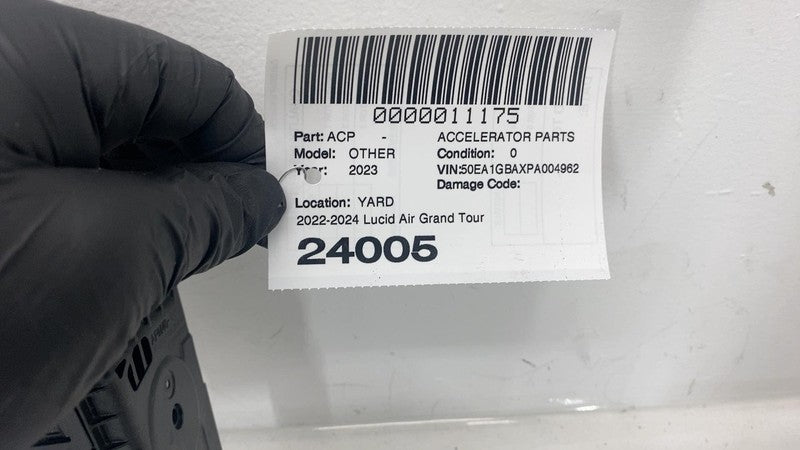 0000011175
Part: ACP - ACCELERATOR PARTS
Model: OTHER Condition: 0
Year: 2023 VIN:50EA1GBAXPA004962
Damage Code:
Location: YARD
2022-2024 Lucid Air Grand Tour
24005